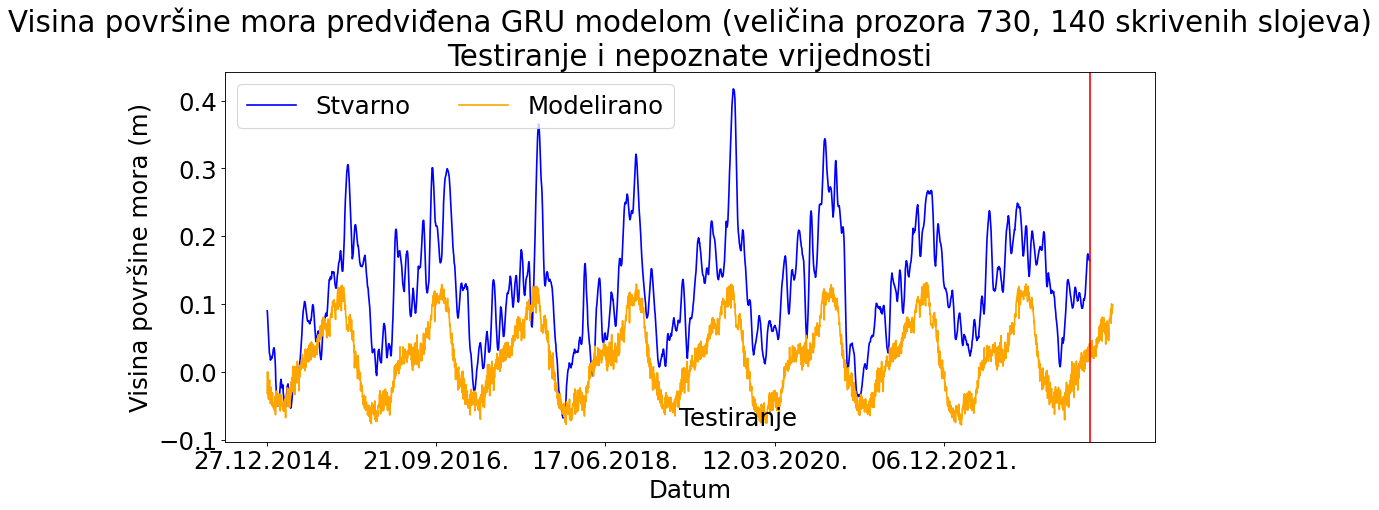 Visina površine mora predviđena GRU modelom (veličina prozora 730, 140 skrivenih slojeva)
Testiranje i nepoznate vrijednosti
Stvarno
Modelirano
Visina površine mora (m)
0.4
0.3
0.2
0.1
0.0
−0.1
Testiranje
27.12.2014.
21.09.2016.
17.06.2018.
12.03.2020.
06.12.2021.
Datum